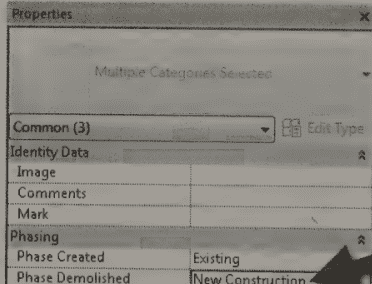 Properties
Multiple Categories Selected
Common (3)
Edit Type
Identity Data
Image
Comments
Mark
Phasing
Phase Created Existing
Phase Demolished New Construction